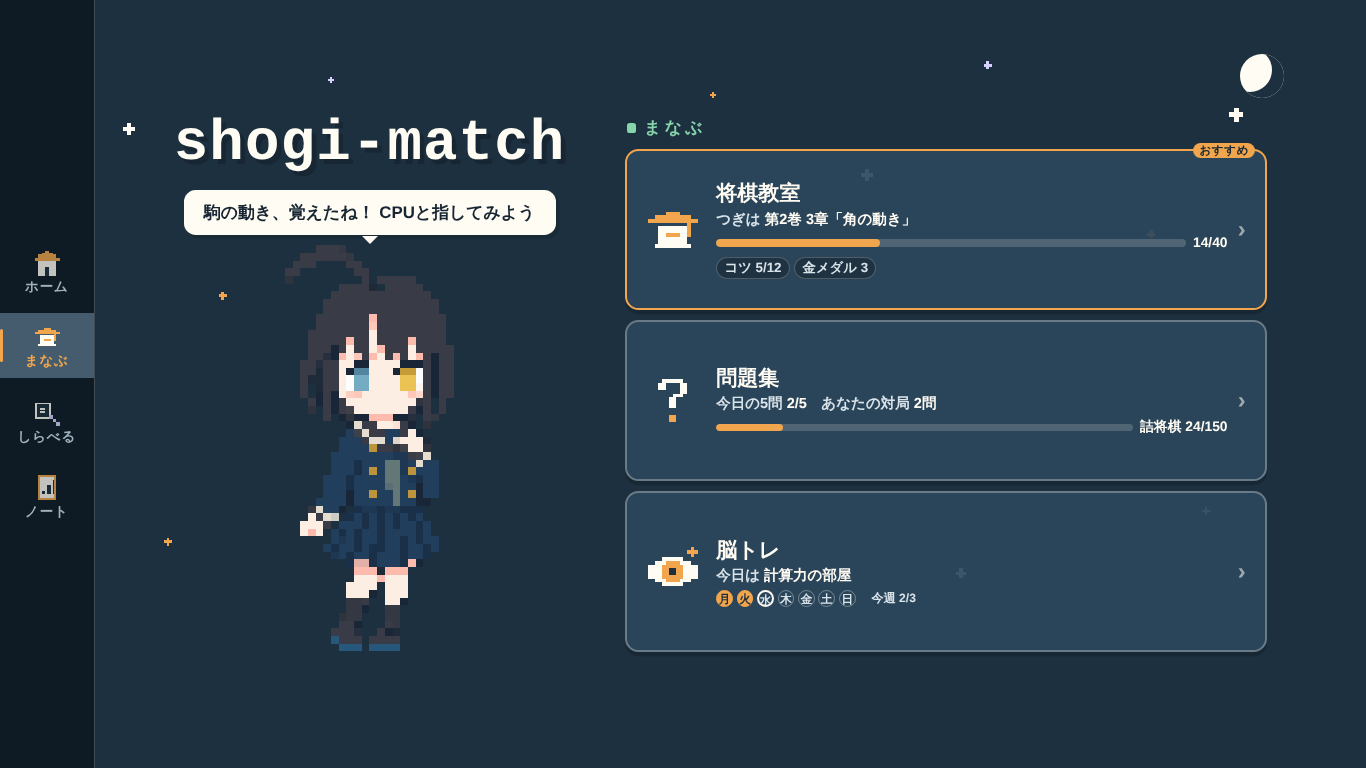 shogi-match
駒の動き、覚えたね！ CPUと指してみよう
ホーム
まなぶ
しらべる
ノート
まなぶ
おすすめ
将棋教室
つぎは 第2巻 3章「角の動き」
14/40
コツ 5/12 金メダル 3
問題集
今日の5問 2/5 あなたの対局 2問
詰将棋 24/150
脳トレ
今日は 計算力の部屋
月 火 水 木 金 土 日 今週 2/3